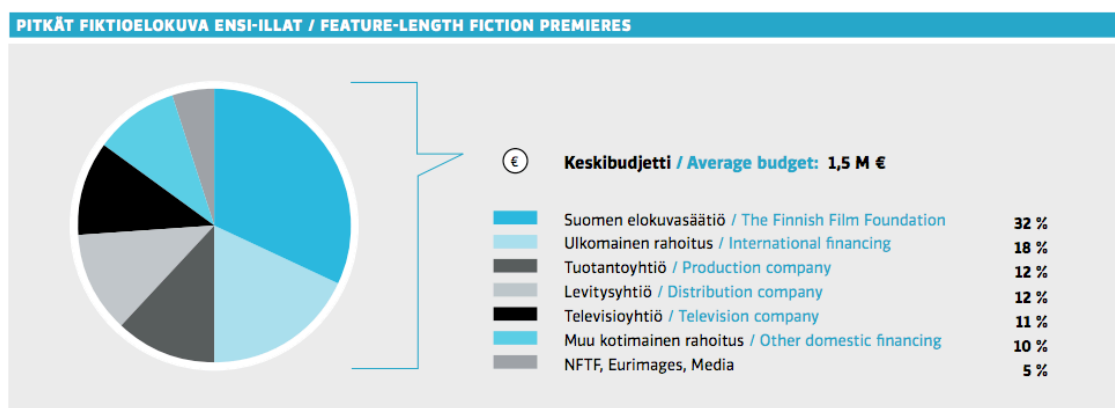 PITKÄT FIKTIOELOKUVA ENSI-ILLAT / FEATURE-LENGTH FICTION PREMIERES
€ Keskibudjetti / Average budget: 1,5 M €
Suomen elokuvasäätiö / The Finnish Film Foundation 32 %
Ulkomainen rahoitus / International financing 18 %
Tuotantoyhtiö / Production company 12 %
Levitysyhtiö / Distribution company 12 %
Televisioyhtiö / Television company 11 %
Muu kotimainen rahoitus / Other domestic financing 10 %
NFTF, Eurimages, Media 5 %